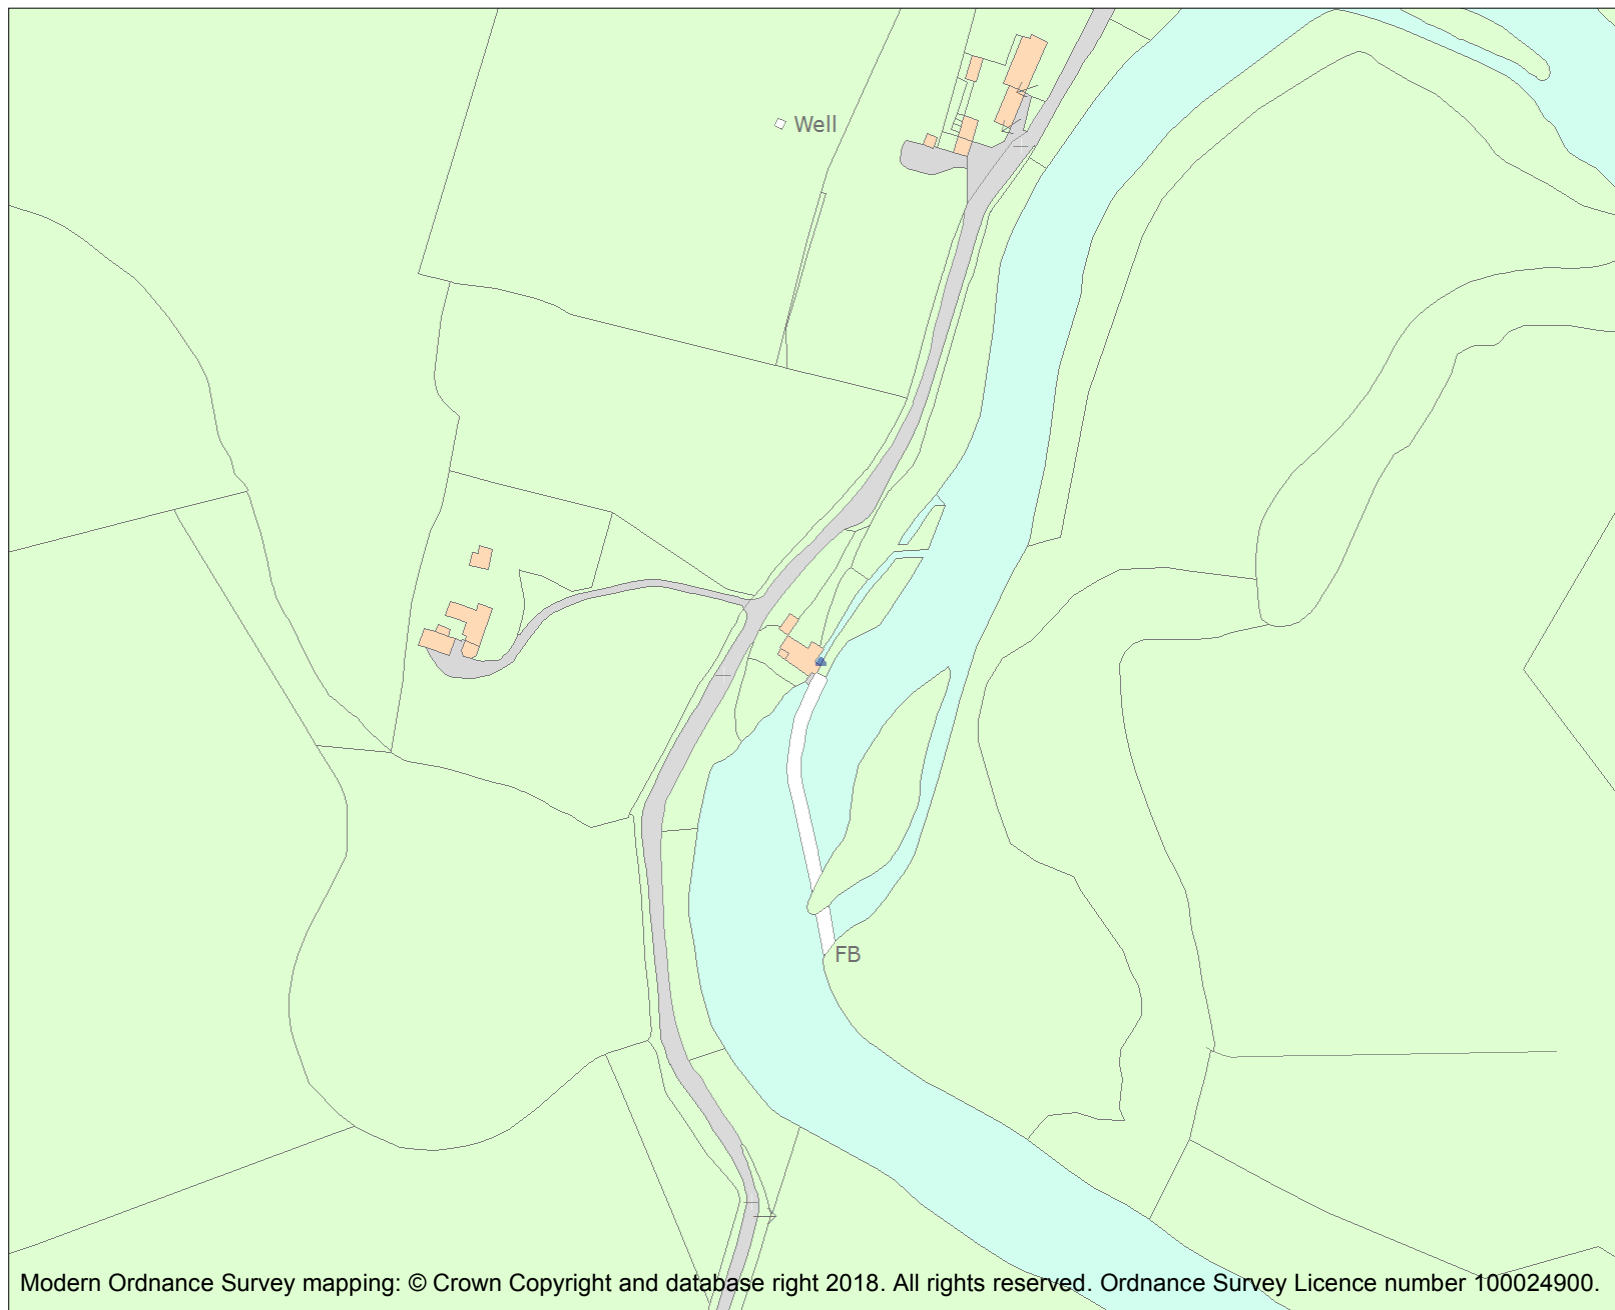 Well
FB
Modern Ordnance Survey mapping: © Crown Copyright and database right 2018. All rights reserved. Ordnance Survey Licence number 100024900.